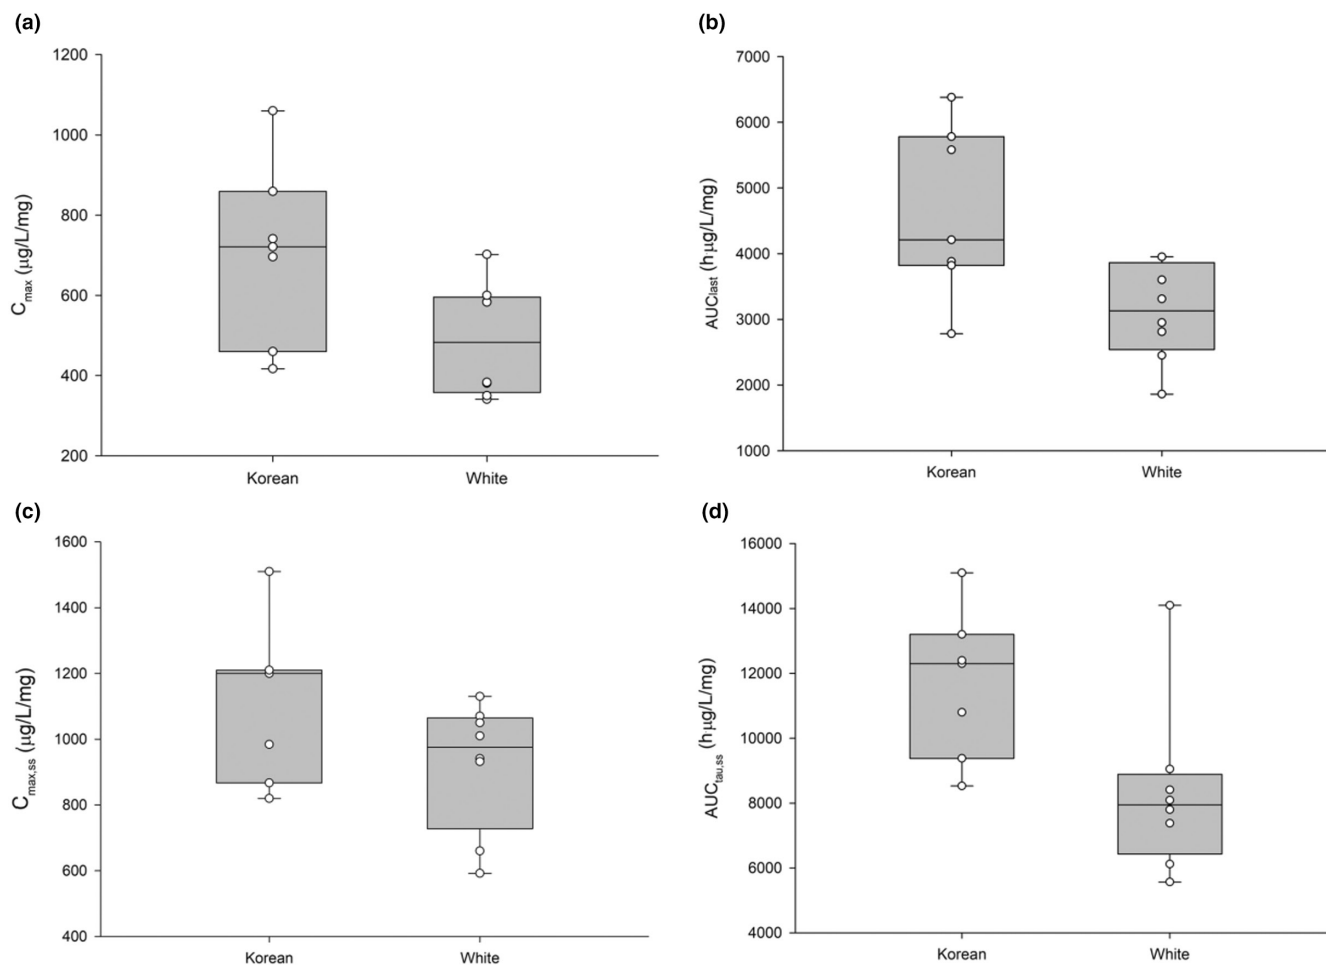 (a)
1200
1000
800
600
400
200
Cmax (μg/L/mg)
Korean White
(b)
7000
6000
5000
4000
3000
2000
1000
AUClast (hμg/L/mg)
Korean White
(c)
1600
1400
1200
1000
800
600
400
Cmax,ss (μg/L/mg)
Korean White
(d)
16000
14000
12000
10000
8000
6000
4000
AUCtau,ss (hμg/L/mg)
Korean White